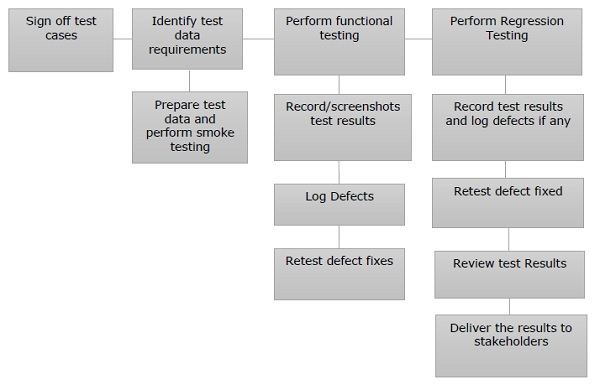 Sign off test
cases
Identify test
data
requirements
Prepare test
data and
perform smoke
testing
Perform functional
testing
Record/screenshots
test results
Log Defects
Retest defect fixes
Perform Regression
Testing
Record test results
and log defects if any
Retest defect fixed
Review test Results
Deliver the results to
stakeholders